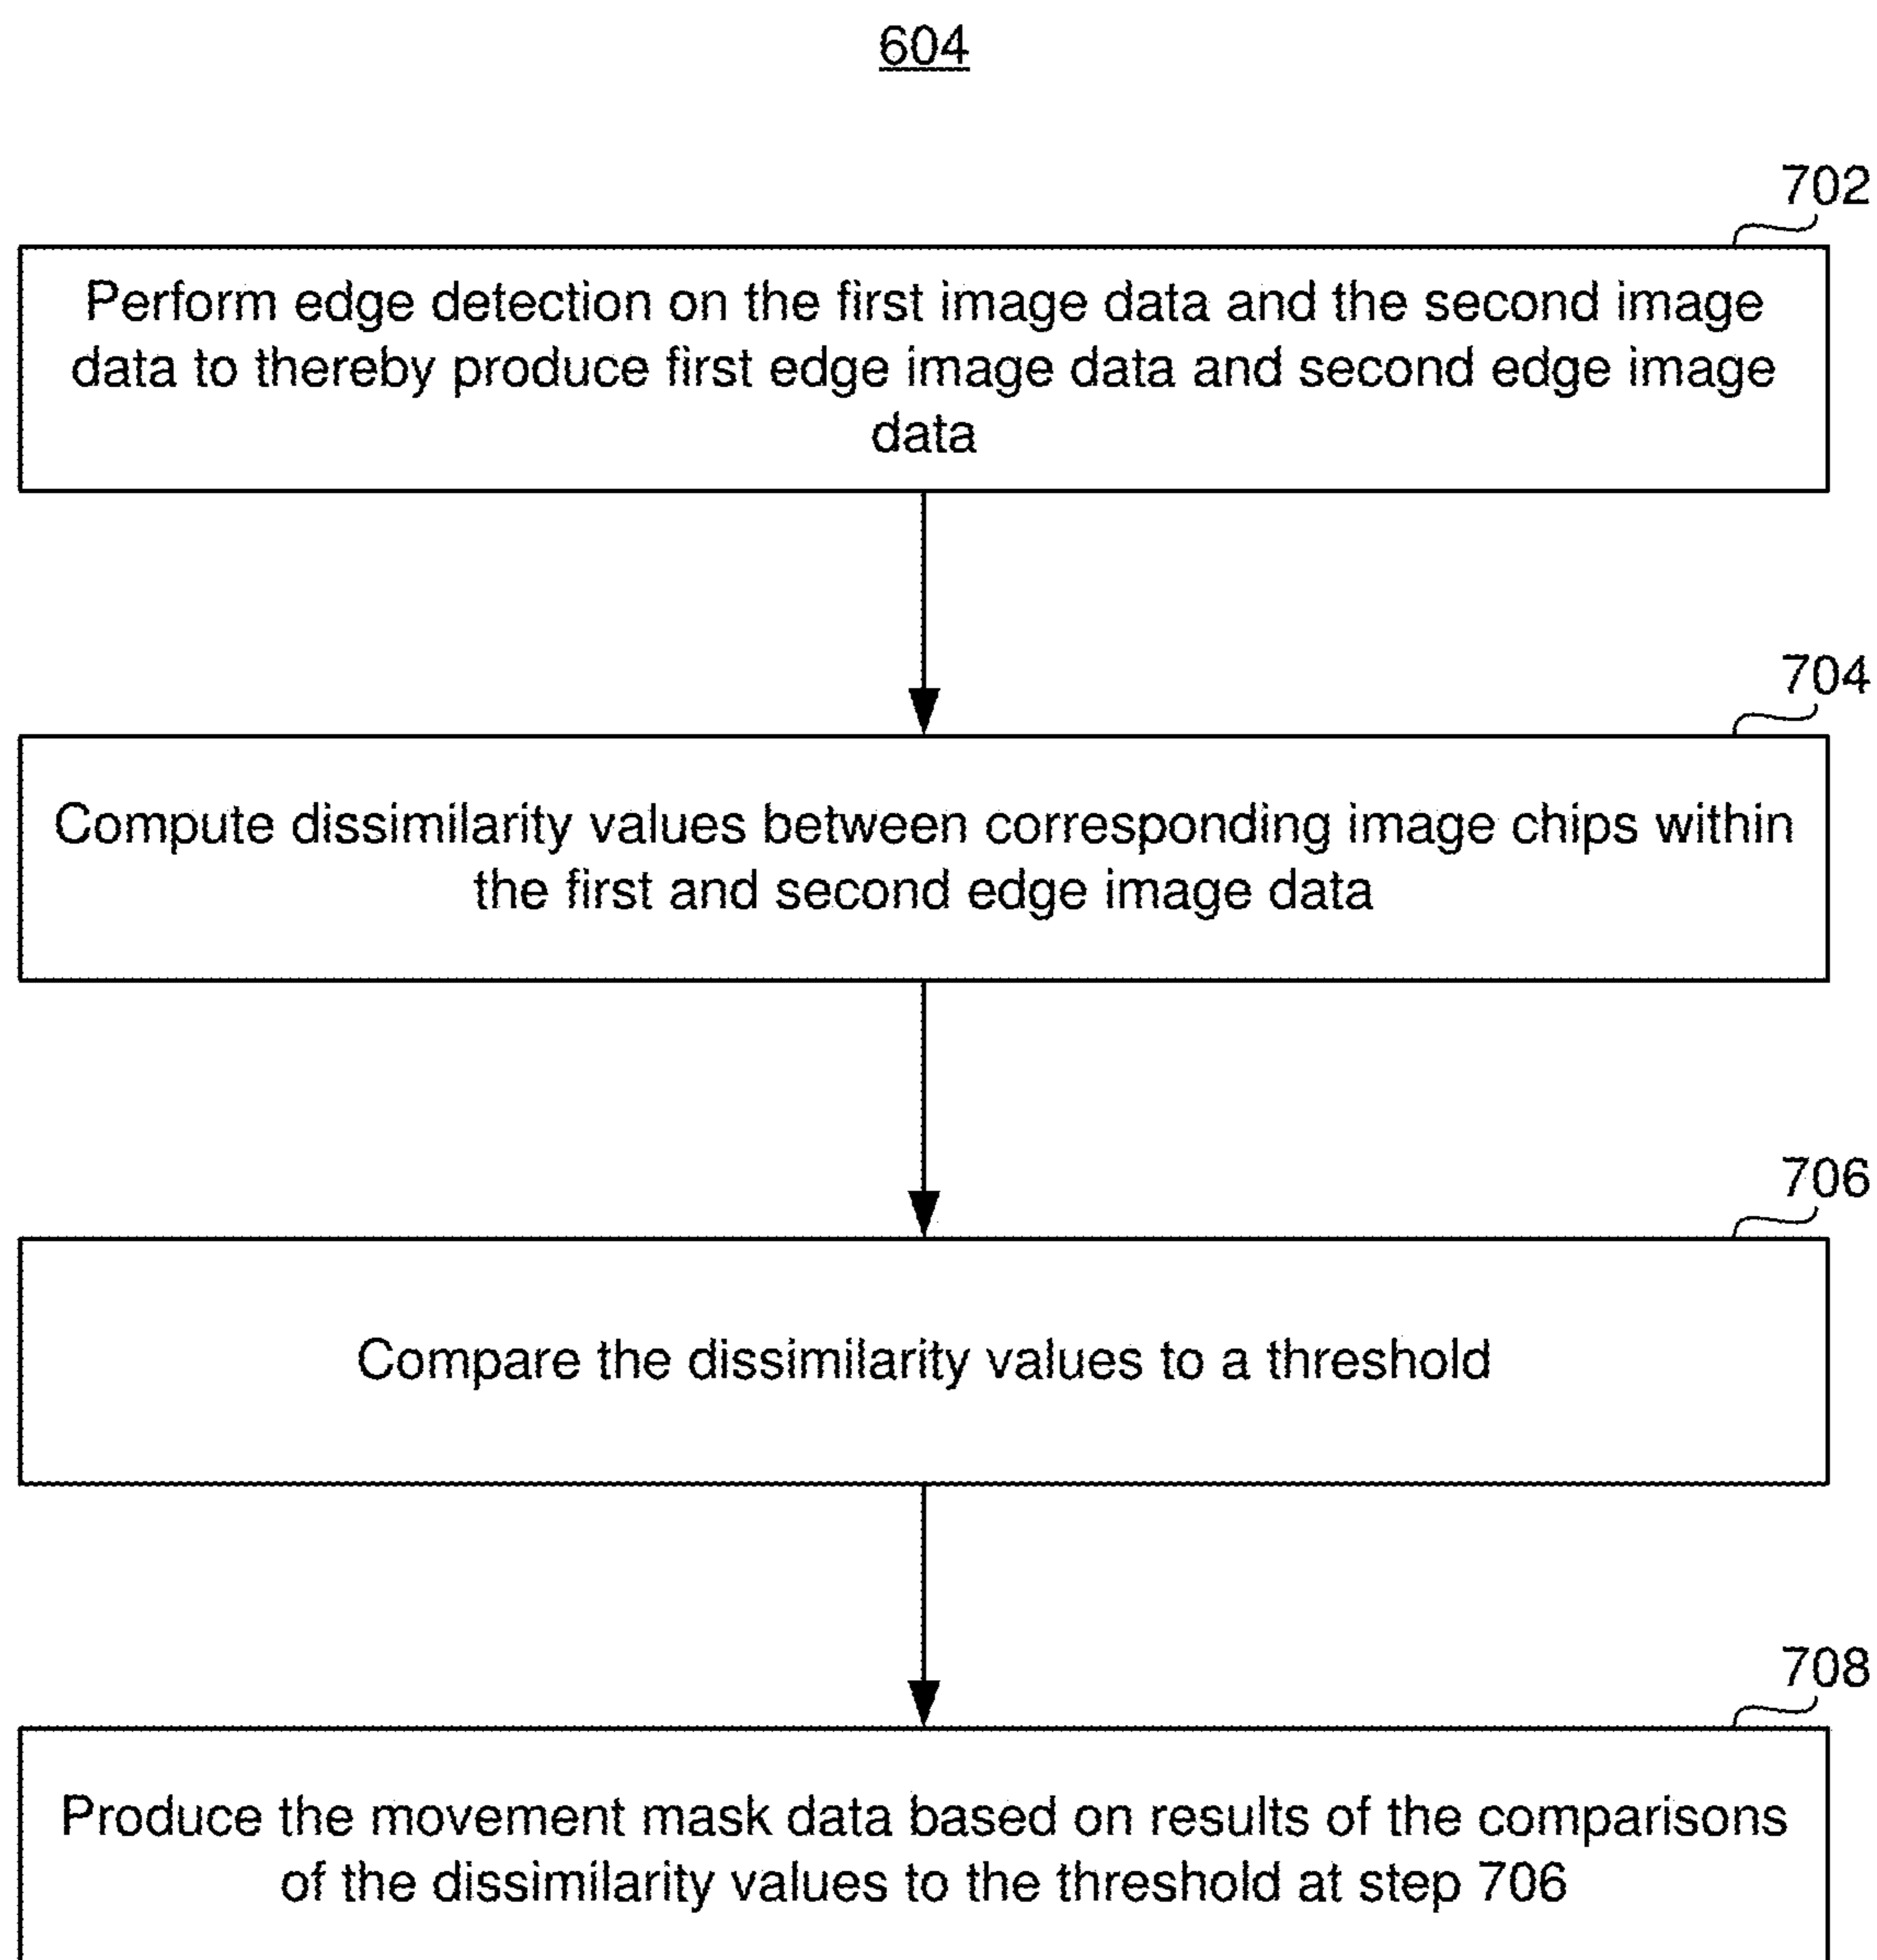 604
702
Perform edge detection on the first image data and the second image
data to thereby produce first edge image data and second edge image
data
704
Compute dissimilarity values between corresponding image chips within
the first and second edge image data
706
Compare the dissimilarity values to a threshold
708
Produce the movement mask data based on results of the comparisons
of the dissimilarity values to the threshold at step 706